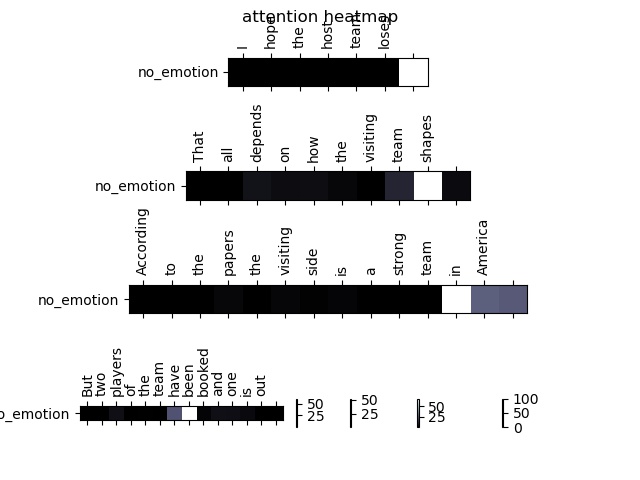 attention heatmap
I hope the host team loses
no_emotion
That all depends on how the visiting team shapes
no_emotion
According to the papers the visiting side is a strong team in America
no_emotion
But two players of the team have been booked and one is out
o_emotion
50 25
50 25
50 25
100 50 0